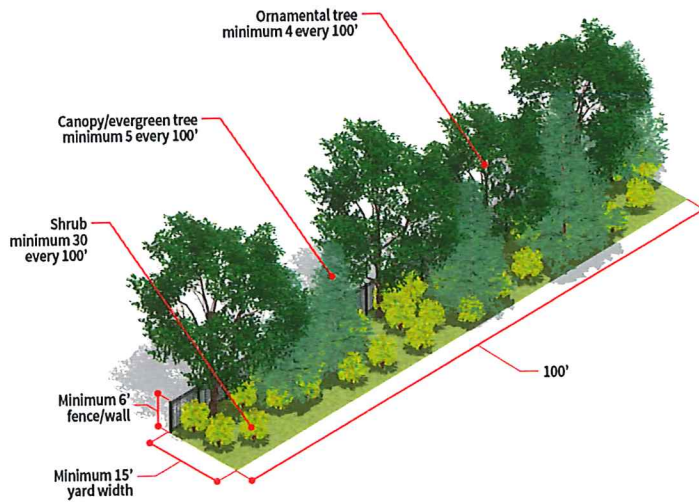 Ornamental tree
minimum 4 every 100'
Canopy/evergreen tree
minimum 5 every 100'
Shrub
minimum 30
every 100'
100'
Minimum 6'
fence/wall
Minimum 15'
yard width